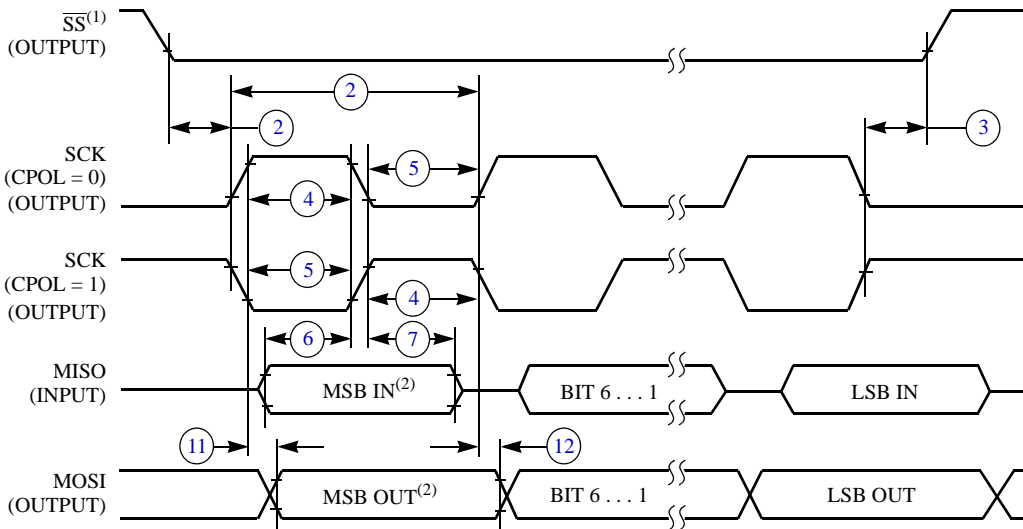 SS(1)
(OUTPUT)
2
2
3
SCK
(CPOL = 0)
(OUTPUT)
5
4
SCK
(CPOL = 1)
(OUTPUT)
5
4
6
7
MISO
(INPUT)
MSB IN(2)
BIT 6 . . . 1
LSB IN
11
12
MOSI
(OUTPUT)
MSB OUT(2)
BIT 6 . . . 1
LSB OUT